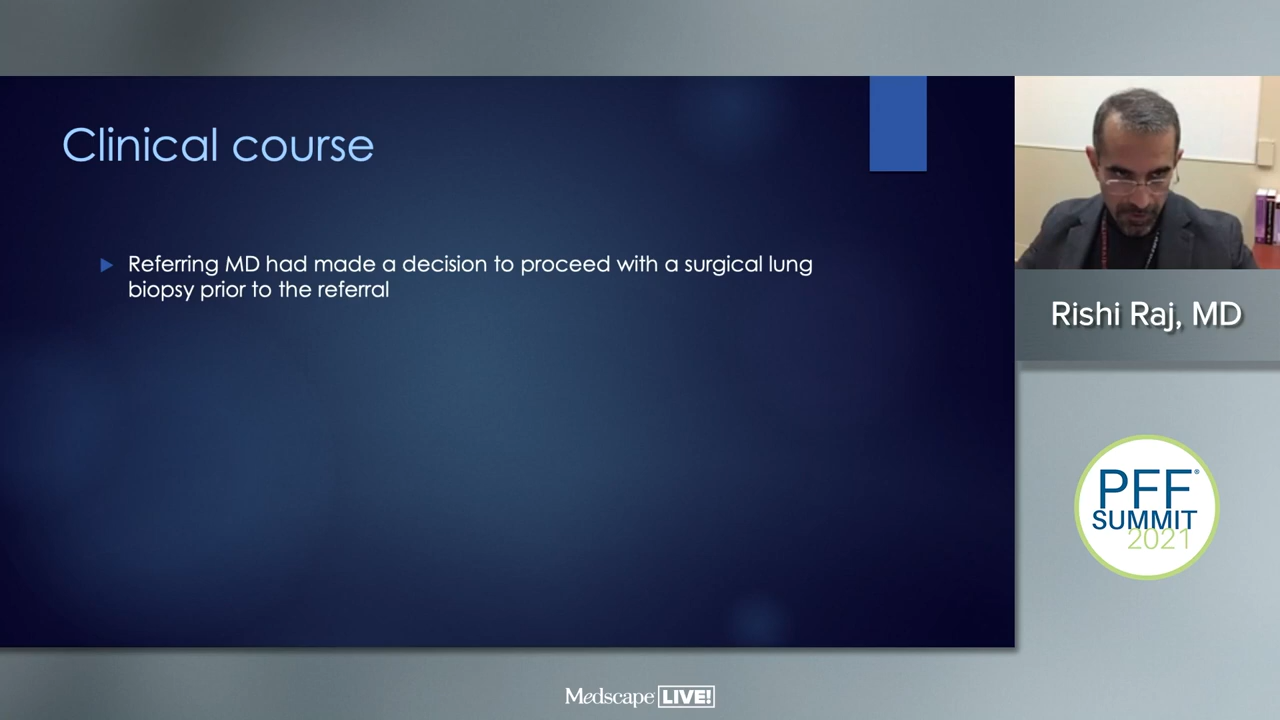 Clinical course
Referring MD had made a decision to proceed with a surgical lung
biopsy prior to the referral
Rishi Raj, MD
PFF®
SUMMIT
2021
Medscape LIVE!